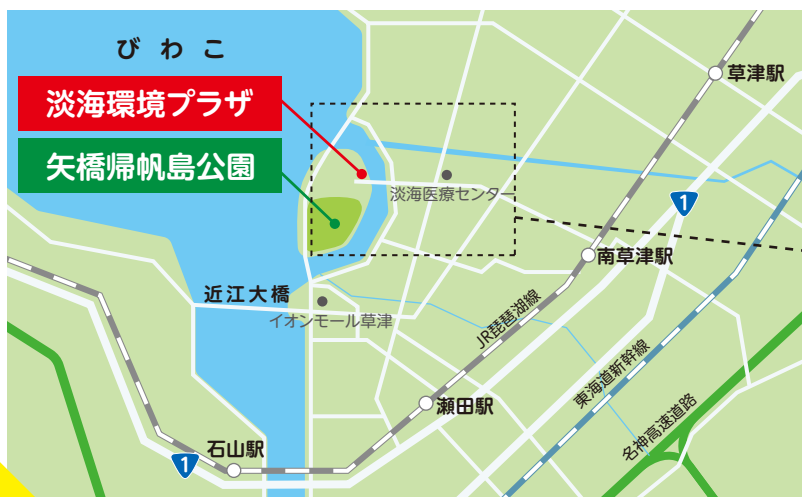 びわこ
淡海環境プラザ
矢橋帰帆島公園
草津駅
淡海医療センター
1
南草津駅
近江大橋
イオンモール草津
JR琵琶湖線
東海道新幹線
瀬田駅
名神高速道路
石山駅
1